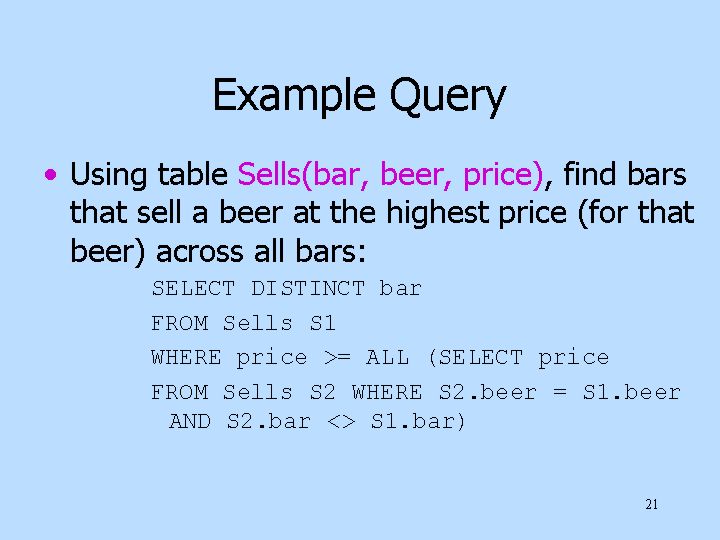 Example Query
• Using table Sells(bar, beer, price), find bars
that sell a beer at the highest price (for that
beer) across all bars:
SELECT DISTINCT bar
FROM Sells S1
WHERE price >= ALL (SELECT price
FROM Sells S2 WHERE S2.beer = S1.beer
AND S2.bar <> S1.bar)
21